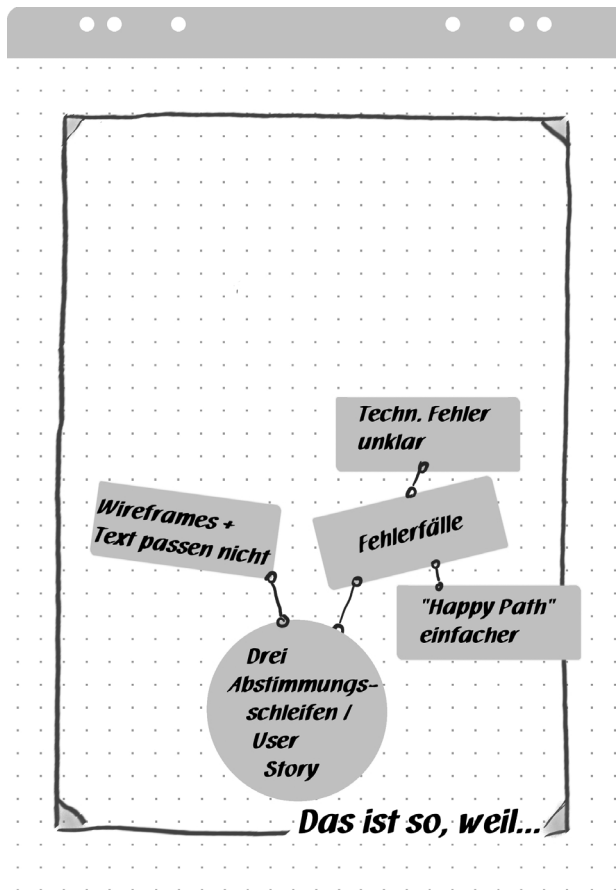 Techn. Fehler
unklar
Wireframes +
Text passen nicht
Fehlerfälle
"Happy Path"
einfacher
Drei
Abstimmungs-
schleifen /
User
Story
Das ist so, weil...